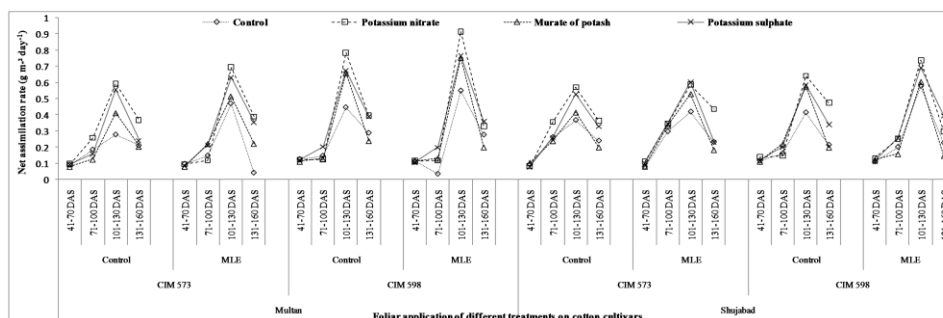 Control Potassium nitrate Murate of potash Potassium sulphate
Net assimilation rate (g m-² day-¹)
1
0.9
0.8
0.7
0.6
0.5
0.4
0.3
0.2
0.1
0
41-70 DAS 71-100 DAS 101-130 DAS 131-160 DAS 41-70 DAS 71-100 DAS 101-130 DAS 131-160 DAS 41-70 DAS 71-100 DAS 101-130 DAS 131-160 DAS 41-70 DAS 71-100 DAS 101-130 DAS 131-160 DAS 41-70 DAS 71-100 DAS 101-130 DAS 131-160 DAS 41-70 DAS 71-100 DAS 101-130 DAS 131-160 DAS 41-70 DAS 71-100 DAS 101-130 DAS 131-160 DAS 41-70 DAS 71-100 DAS 101-130 DAS 131-160 DAS
Control MLE Control MLE Control MLE Control MLE
CIM 573 CIM 598 CIM 573 CIM 598
Multan Shujabad
Foliar application of different treatments on cotton cultivars